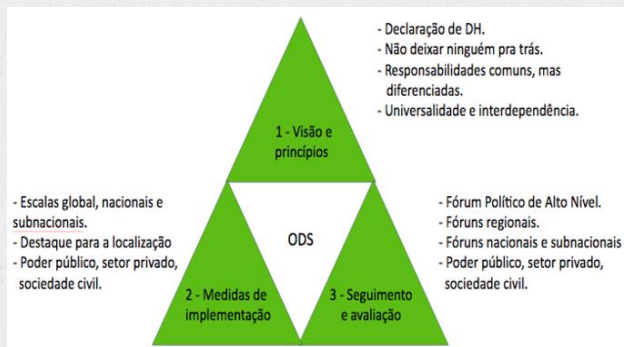 - Declaração de DH.
- Não deixar ninguém pra trás.
- Responsabilidades comuns, mas
diferenciadas.
- Universalidade e interdependência.
1 - Visão e
princípios
- Escalas global, nacionais e
subnacionais.
- Destaque para a localização
- Poder público, setor privado,
sociedade civil.
ODS
- Fórum Político de Alto Nível.
- Fóruns regionais.
- Fóruns nacionais e subnacionais
- Poder público, setor privado,
sociedade civil.
2 - Medidas de
implementação
3 - Seguimento
e avaliação